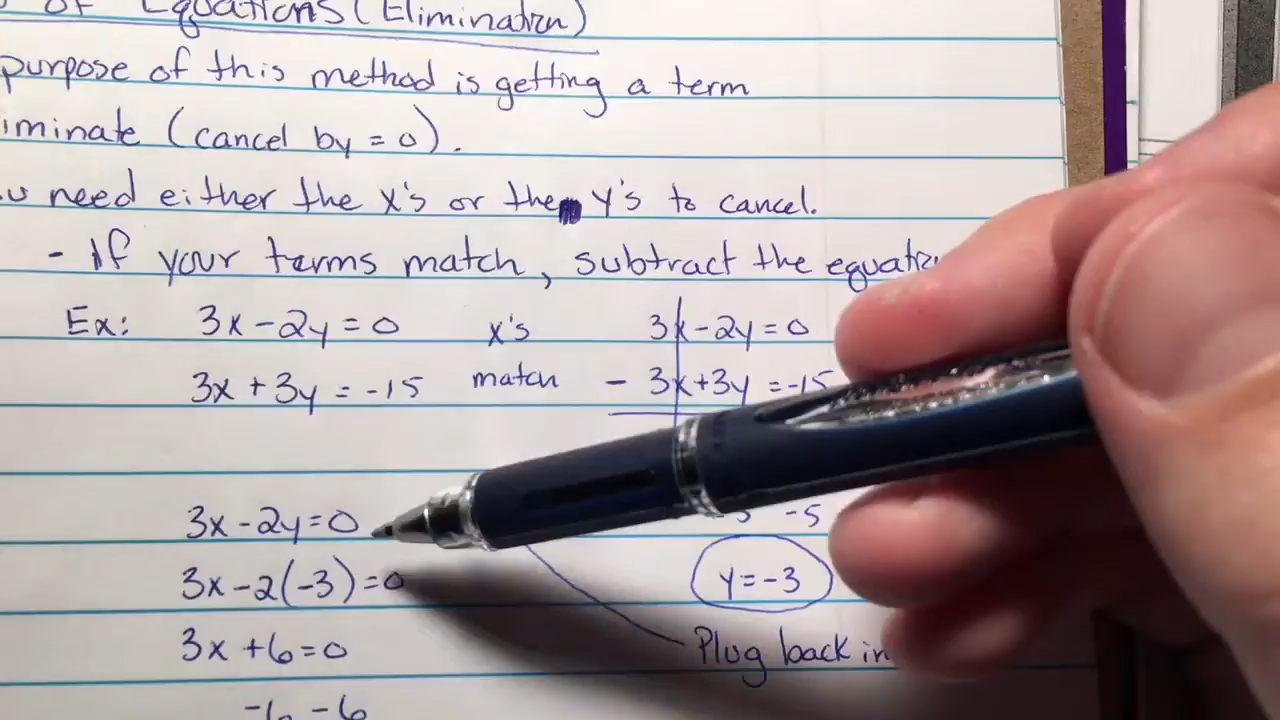 of Equations (Elimination)
purpose of this method is getting a term
iminate (cancel by = 0).
u need either the x's or the y's to cancel.
- If your terms match, subtract the equatio
Ex: 3x - 2y = 0 x's 3x - 2y = 0
3x + 3y = -15 match - 3x + 3y = -15
3x - 2y = 0 -5 -5
3x - 2(-3) = 0 y = -3
3x + 6 = 0 Plug back in
-6 -6